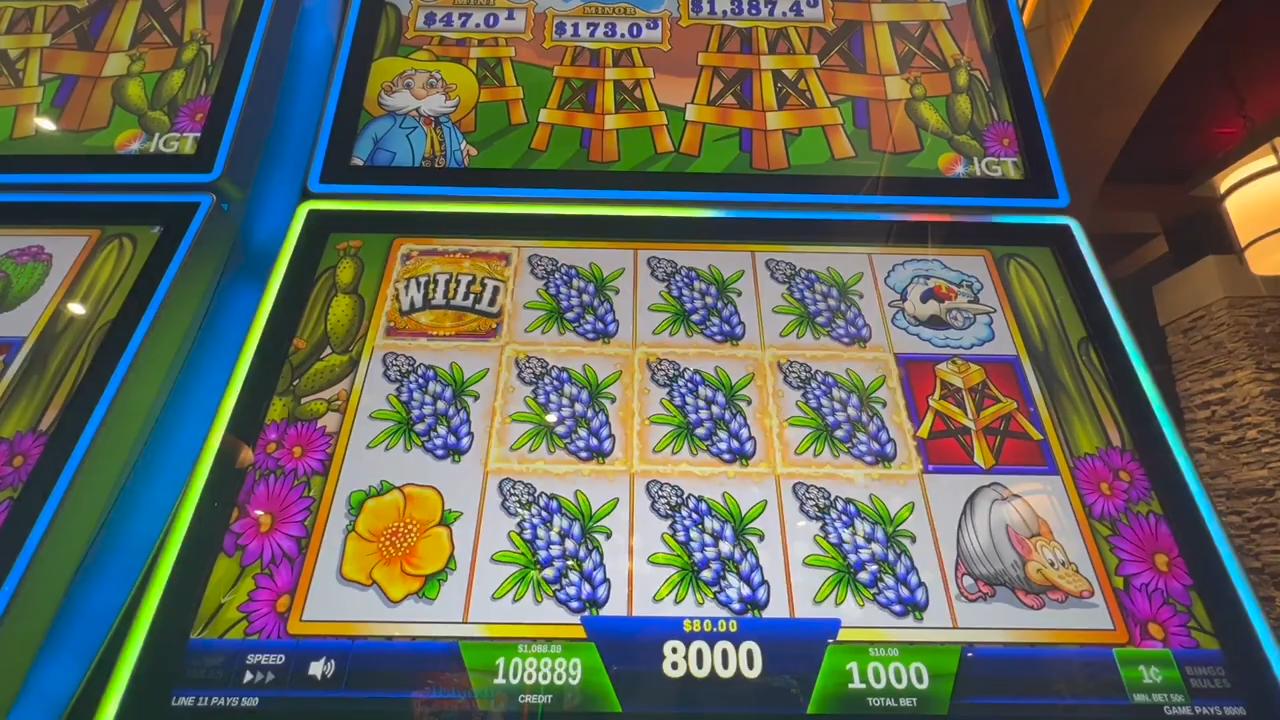 MINI
$47.01
MINOR
$173.03
$1,387.40
IGT
IGT
WILD
SPEED
$1,088.89
108889
CREDIT
$80.00
8000
$10.00
1000
TOTAL BET
1¢
MIN. BET 50¢
BINGO
RULES
LINE 11 PAYS 500
GAME PAYS 8000